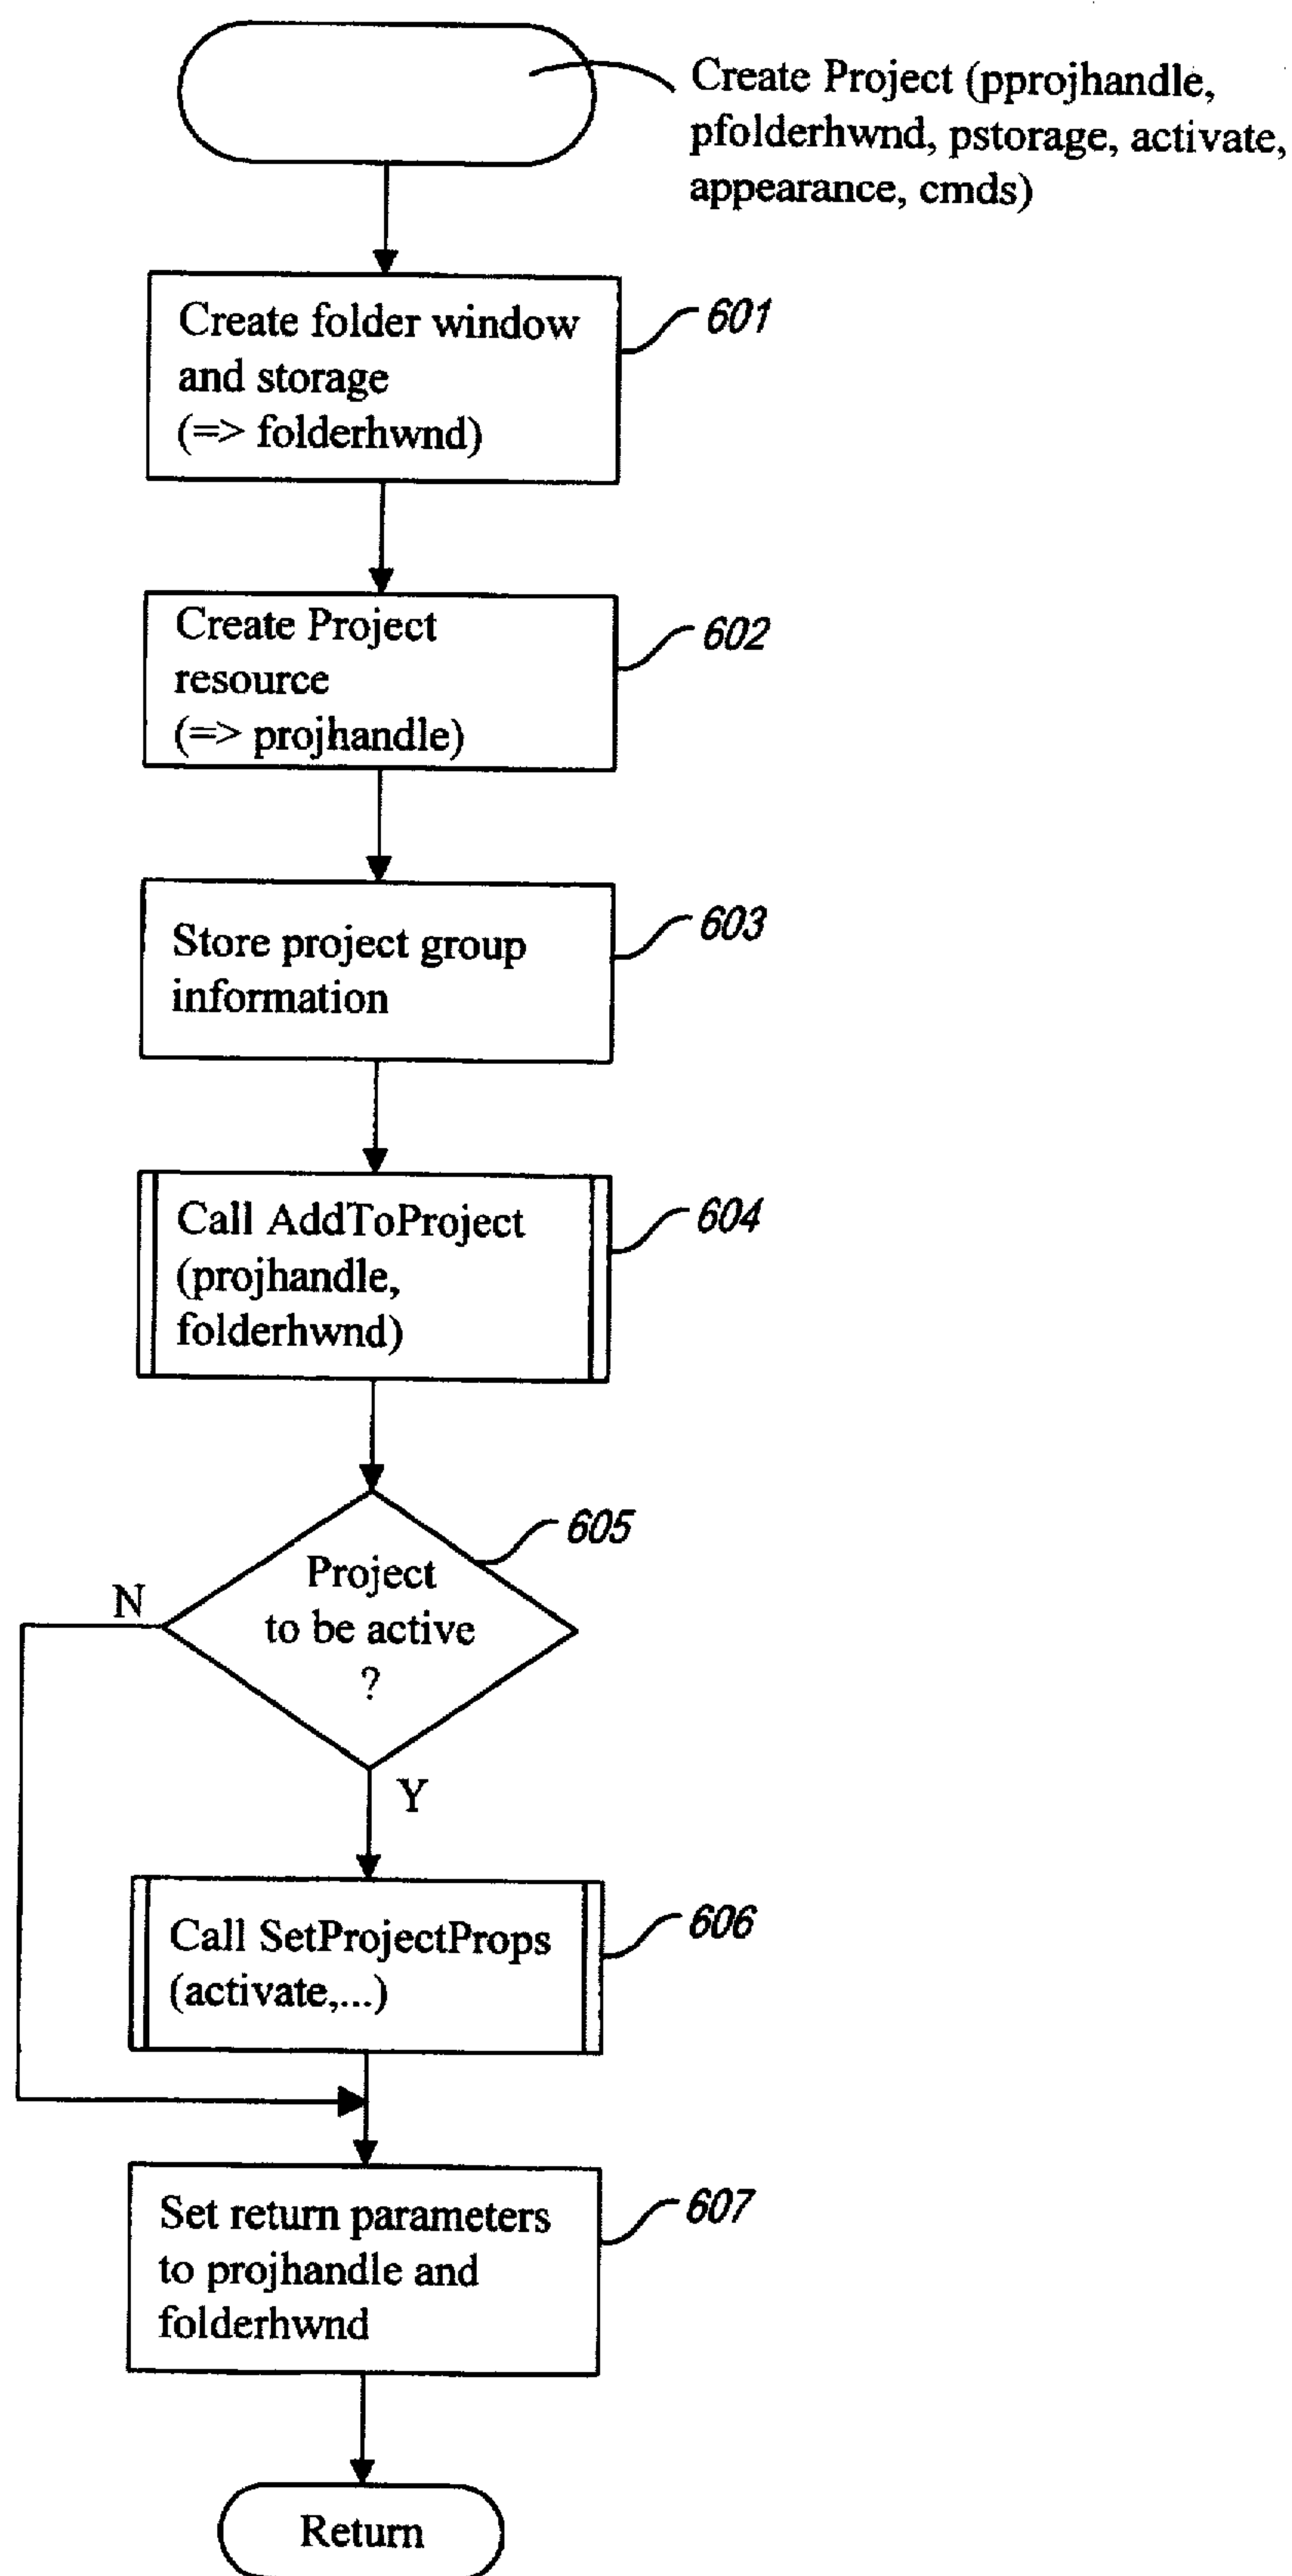 Create Project (pprojhandle,
pfolderhwnd, pstorage, activate,
appearance, cmds)
Create folder window
and storage
(=> folderhwnd)
601
Create Project
resource
(=> projhandle)
602
Store project group
information
603
Call AddToProject
(projhandle,
folderhwnd)
604
Project
to be active
?
605
N
Y
Call SetProjectProps
(activate,...)
606
Set return parameters
to projhandle and
folderhwnd
607
Return